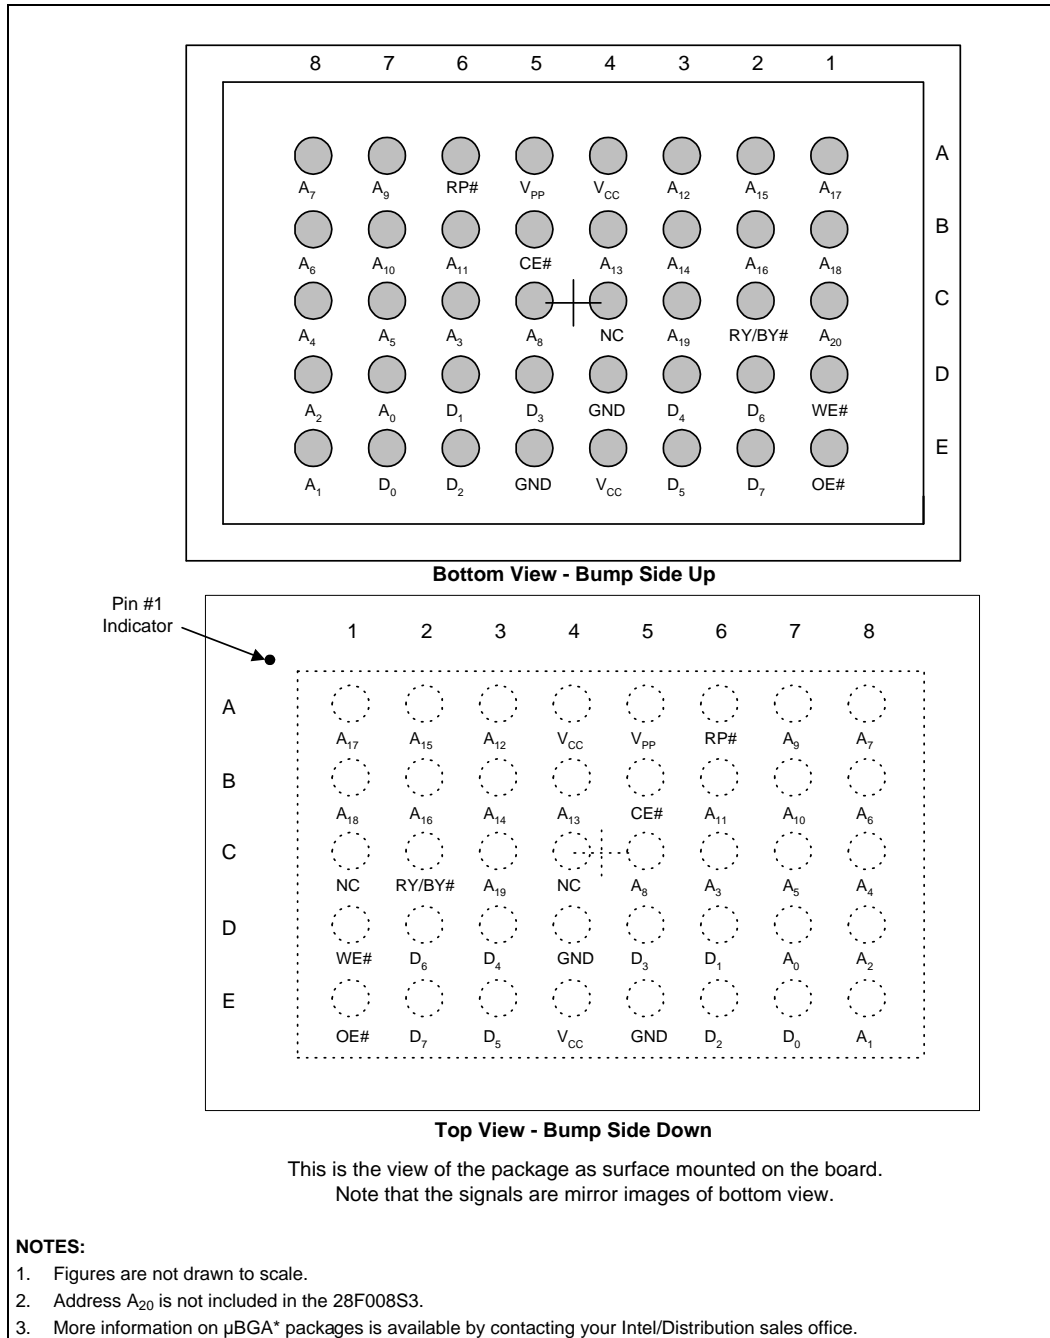 8 7 6 5 4 3 2 1
A
A7 A9 RP# VPP VCC A12 A15 A17
B
A6 A10 A11 CE# A13 A14 A16 A18
C
A4 A5 A3 A8 NC A19 RY/BY# A20
D
A2 A0 D1 D3 GND D4 D6 WE#
E
A1 D0 D2 GND VCC D5 D7 OE#
Bottom View - Bump Side Up
Pin #1
Indicator
1 2 3 4 5 6 7 8
A
A17 A15 A12 VCC VPP RP# A9 A7
B
A18 A16 A14 A13 CE# A11 A10 A6
C
NC RY/BY# A19 NC A8 A3 A5 A4
D
WE# D6 D4 GND D3 D1 A0 A2
E
OE# D7 D5 VCC GND D2 D0 A1
Top View - Bump Side Down
This is the view of the package as surface mounted on the board.
Note that the signals are mirror images of bottom view.
NOTES:
1. Figures are not drawn to scale.
2. Address A20 is not included in the 28F008S3.
3. More information on µBGA* packages is available by contacting your Intel/Distribution sales office.